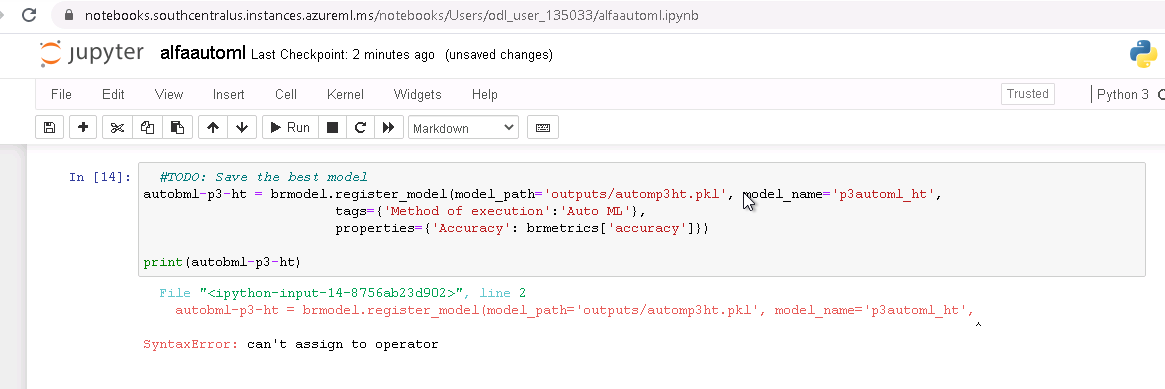 notebooks.southcentralus.instances.azureml.ms/notebooks/Users/odl_user_135033/alfaautoml.ipynb
jupyter alfaautoml Last Checkpoint: 2 minutes ago (unsaved changes)
File Edit View Insert Cell Kernel Widgets Help Trusted Python 3
Run Markdown
In [14]: #TODO: Save the best model
autobml-p3-ht = brmodel.register_model(model_path='outputs/automp3ht.pkl', model_name='p3automl_ht',
tags={'Method of execution':'Auto ML'},
properties={'Accuracy': brmetrics['accuracy']})
print(autobml-p3-ht)
File "<ipython-input-14-8756ab23d902>", line 2
autobml-p3-ht = brmodel.register_model(model_path='outputs/automp3ht.pkl', model_name='p3automl_ht',
^
SyntaxError: can't assign to operator